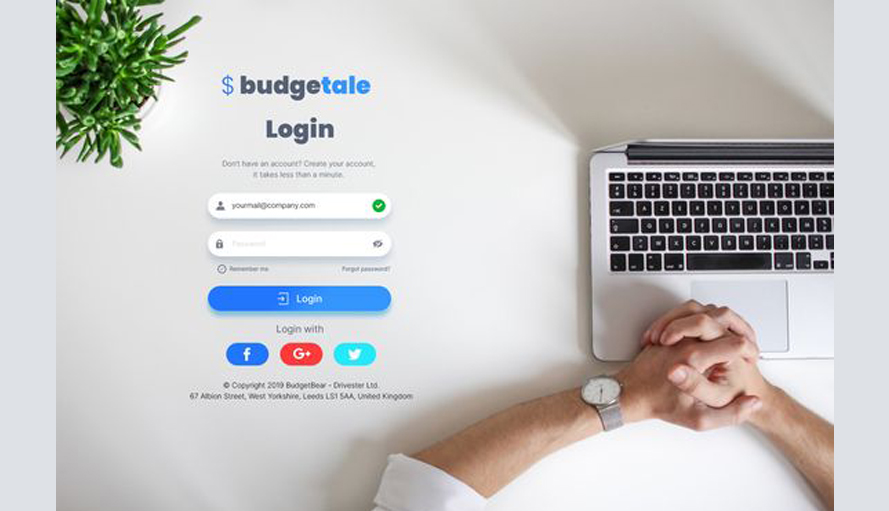 $ budgetale
Login
Don't have an account? Create your account,
it takes less than a minute.
yourmail@company.com
Password
Remember me Forgot password?
Login
Login with
f G+
© Copyright 2019 BudgetBear - Drivester Ltd.
67 Albion Street, West Yorkshire, Leeds LS1 5AA, United Kingdom